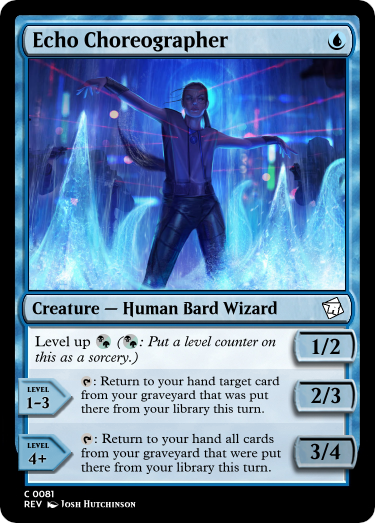 Echo Choreographer
Creature — Human Bard Wizard
Level up (: Put a level counter on
this as a sorcery.)
1/2
LEVEL
1-3
: Return to your hand target card
from your graveyard that was put
there from your library this turn.
2/3
LEVEL
4+
: Return to your hand all cards
from your graveyard that were put
there from your library this turn.
3/4
C 0081
REV Josh Hutchinson